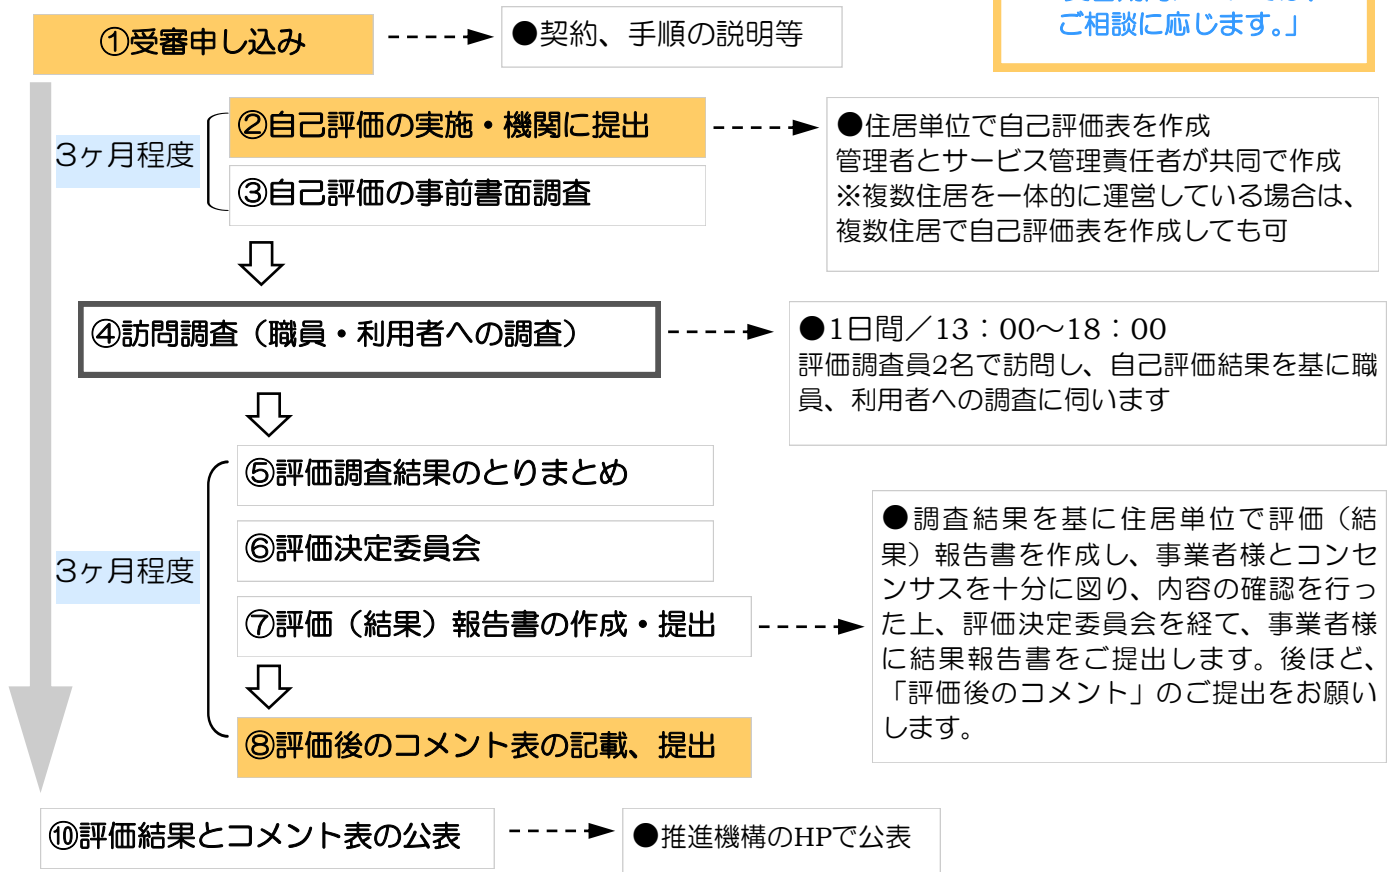 ①受審申し込み
●契約、手順の説明等
ご相談に応じます。」
3ヶ月程度
②自己評価の実施・機関に提出
③自己評価の事前書面調査
●住居単位で自己評価表を作成
管理者とサービス管理責任者が共同で作成
※複数住居を一体的に運営している場合は、
複数住居で自己評価表を作成しても可
④訪問調査（職員・利用者への調査）
●1日間／13：00～18：00
評価調査員2名で訪問し、自己評価結果を基に職
員、利用者への調査に伺います
3ヶ月程度
⑤評価調査結果のとりまとめ
⑥評価決定委員会
⑦評価（結果）報告書の作成・提出
●調査結果を基に住居単位で評価（結
果）報告書を作成し、事業者様とコンセ
ンサスを十分に図り、内容の確認を行っ
た上、評価決定委員会を経て、事業者様
に結果報告書をご提出します。後ほど、
「評価後のコメント」のご提出をお願い
します。
⑧評価後のコメント表の記載、提出
⑩評価結果とコメント表の公表
●推進機構のHPで公表